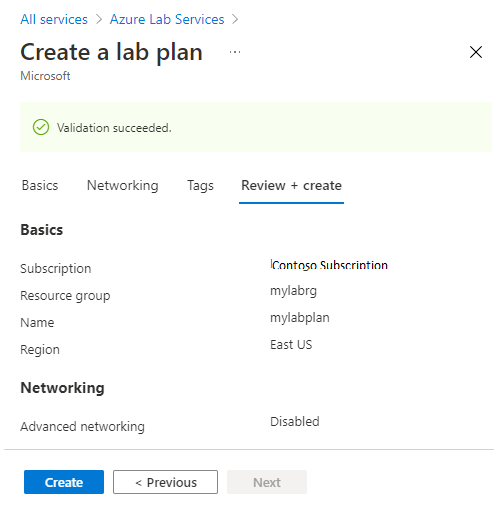 All services > Azure Lab Services >
Create a lab plan ...
Microsoft
Validation succeeded.
Basics Networking Tags Review + create
Basics
Subscription Contoso Subscription
Resource group mylabrg
Name mylabplan
Region East US
Networking
Advanced networking Disabled
Create < Previous Next